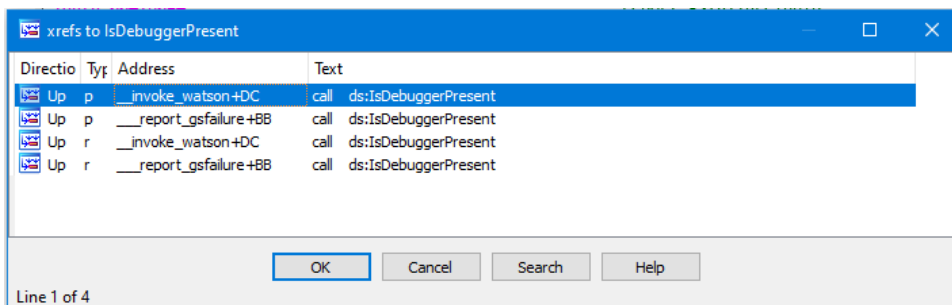 xrefs to IsDebuggerPresent
Directio Typ Address Text
Up p __invoke_watson+DC call ds:IsDebuggerPresent
Up p ___report_gsfailure+BB call ds:IsDebuggerPresent
Up r __invoke_watson+DC call ds:IsDebuggerPresent
Up r ___report_gsfailure+BB call ds:IsDebuggerPresent
OK Cancel Search Help
Line 1 of 4